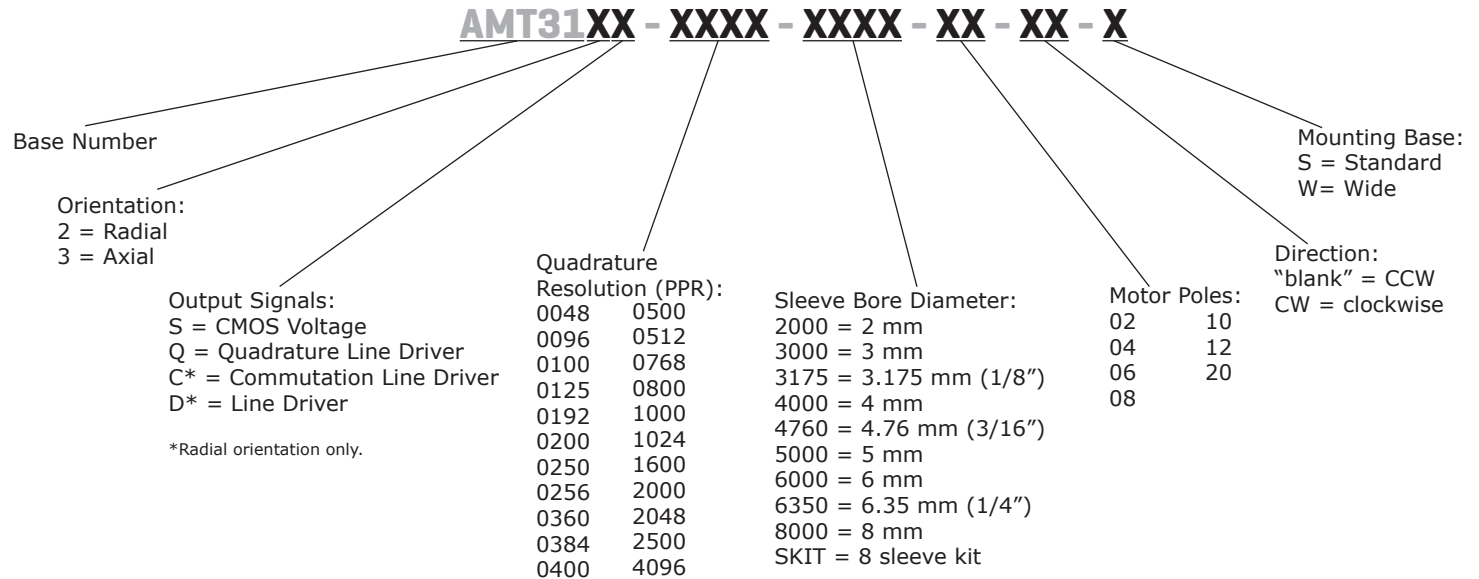 AMT31XX - XXXX - XXXX - XX - XX - X
Base Number
Orientation:
2 = Radial
3 = Axial
Output Signals:
S = CMOS Voltage
Q = Quadrature Line Driver
C* = Commutation Line Driver
D* = Line Driver
*Radial orientation only.
Quadrature
Resolution (PPR):
0048 0500
0096 0512
0100 0768
0125 0800
0192 1000
0200 1024
0250 1600
0256 2000
0360 2048
0384 2500
0400 4096
Sleeve Bore Diameter:
2000 = 2 mm
3000 = 3 mm
3175 = 3.175 mm (1/8”)
4000 = 4 mm
4760 = 4.76 mm (3/16”)
5000 = 5 mm
6000 = 6 mm
6350 = 6.35 mm (1/4”)
8000 = 8 mm
SKIT = 8 sleeve kit
Motor Poles:
02 10
04 12
06 20
08
Direction:
“blank” = CCW
CW = clockwise
Mounting Base:
S = Standard
W= Wide